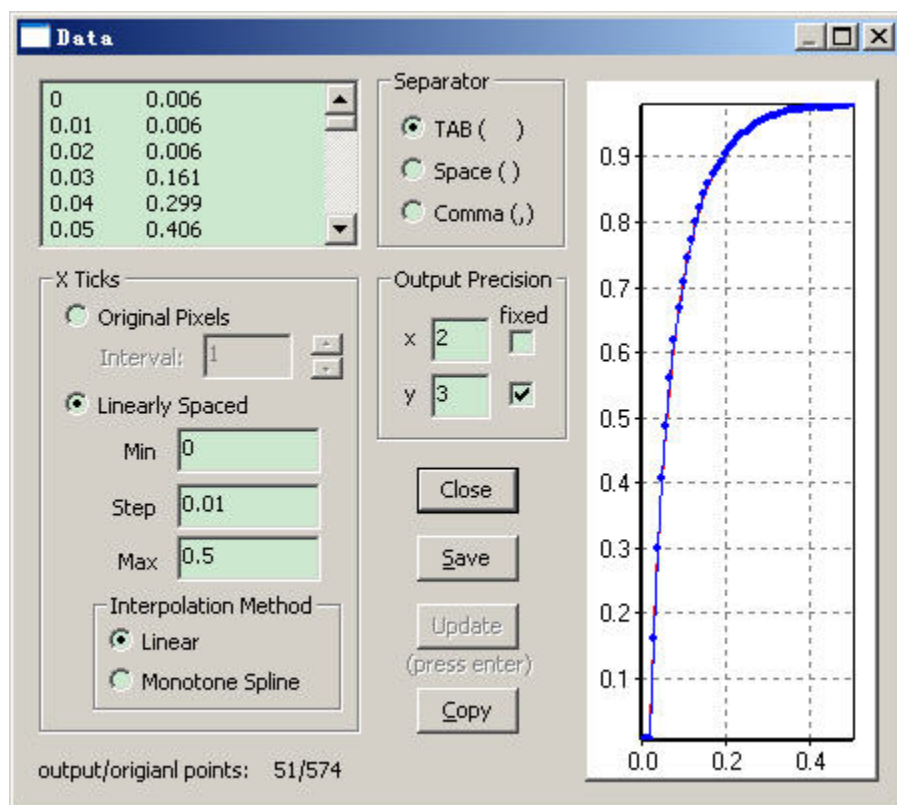 Data
0 0.006
0.01 0.006
0.02 0.006
0.03 0.161
0.04 0.299
0.05 0.406
Separator
TAB ( )
Space ( )
Comma (,)
X Ticks
Original Pixels
Interval: 1
Linearly Spaced
Min 0
Step 0.01
Max 0.5
Interpolation Method
Linear
Monotone Spline
output/origianl points: 51/574
Output Precision
fixed
x 2
y 3
Close
Save
Update
(press enter)
Copy
0.9
0.8
0.7
0.6
0.5
0.4
0.3
0.2
0.1
0.0 0.2 0.4